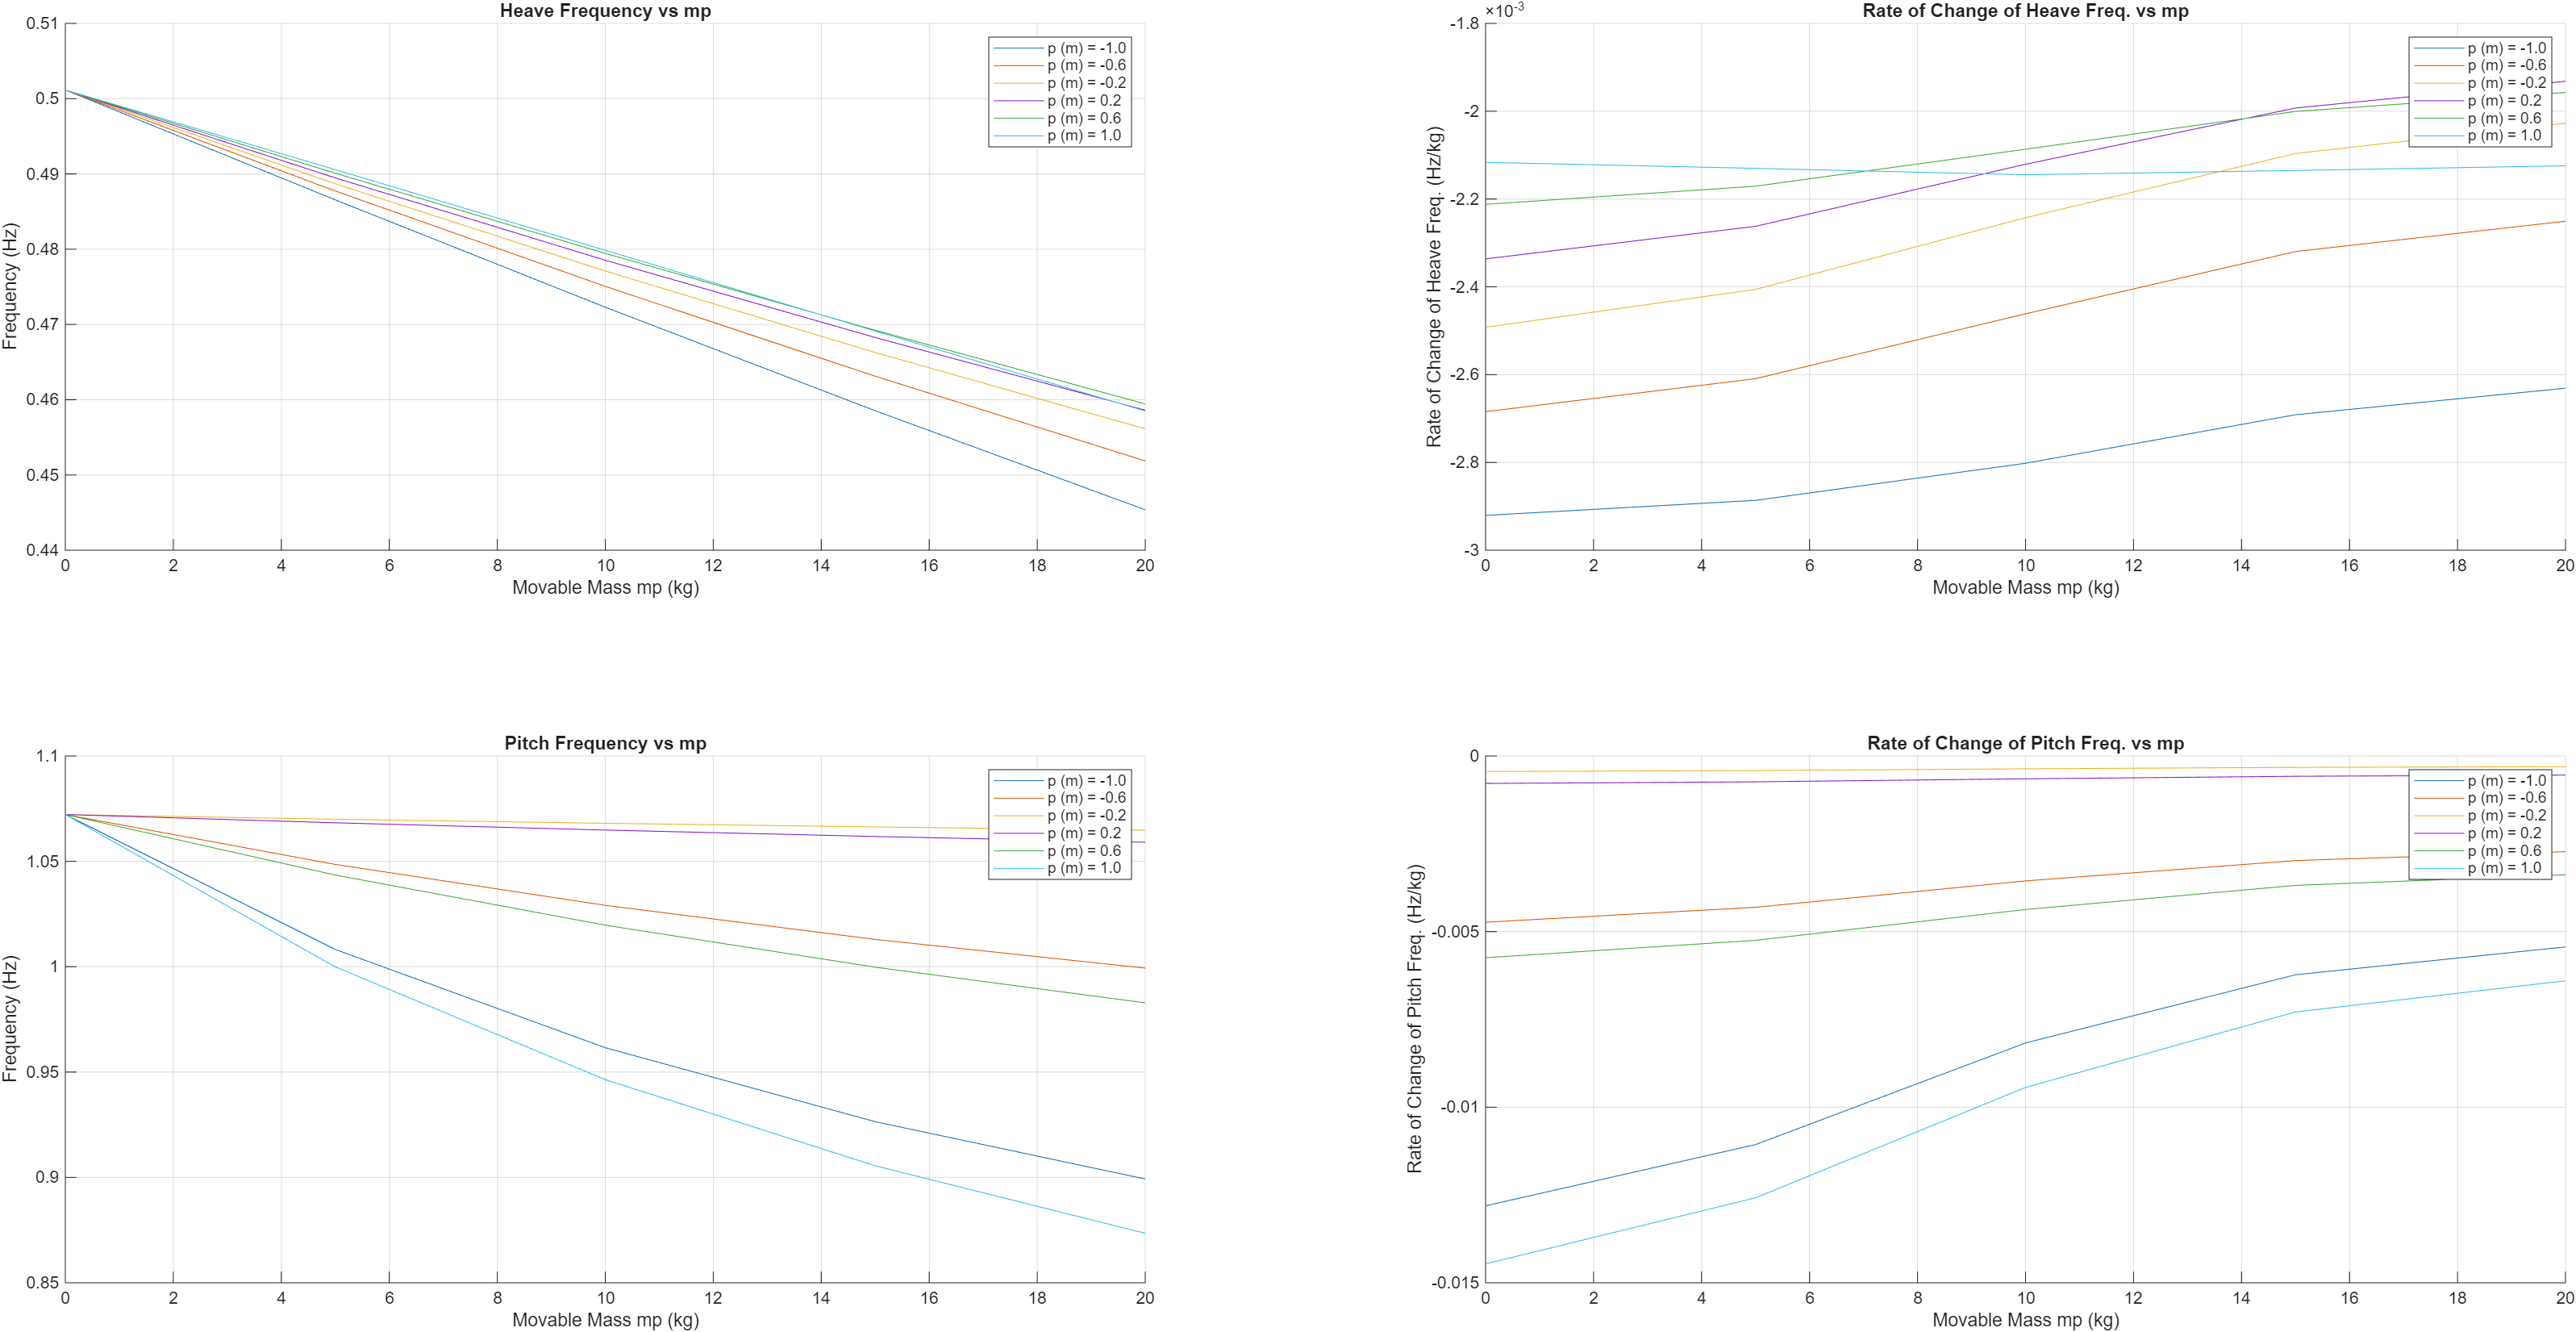 Heave Frequency vs mp
0.51
0.5
0.49
0.48
0.47
0.46
0.45
0.44
Frequency (Hz)
0 2 4 6 8 10 12 14 16 18 20
Movable Mass mp (kg)
p (m) = -1.0
p (m) = -0.6
p (m) = -0.2
p (m) = 0.2
p (m) = 0.6
p (m) = 1.0
Rate of Change of Heave Freq. vs mp
×10-3
-1.8
-2
-2.2
-2.4
-2.6
-2.8
-3
Rate of Change of Heave Freq. (Hz/kg)
0 2 4 6 8 10 12 14 16 18 20
Movable Mass mp (kg)
p (m) = -1.0
p (m) = -0.6
p (m) = -0.2
p (m) = 0.2
p (m) = 0.6
p (m) = 1.0
Pitch Frequency vs mp
1.1
1.05
1
0.95
0.9
0.85
Frequency (Hz)
0 2 4 6 8 10 12 14 16 18 20
Movable Mass mp (kg)
p (m) = -1.0
p (m) = -0.6
p (m) = -0.2
p (m) = 0.2
p (m) = 0.6
p (m) = 1.0
Rate of Change of Pitch Freq. vs mp
0
-0.005
-0.01
-0.015
Rate of Change of Pitch Freq. (Hz/kg)
0 2 4 6 8 10 12 14 16 18 20
Movable Mass mp (kg)
p (m) = -1.0
p (m) = -0.6
p (m) = -0.2
p (m) = 0.2
p (m) = 0.6
p (m) = 1.0